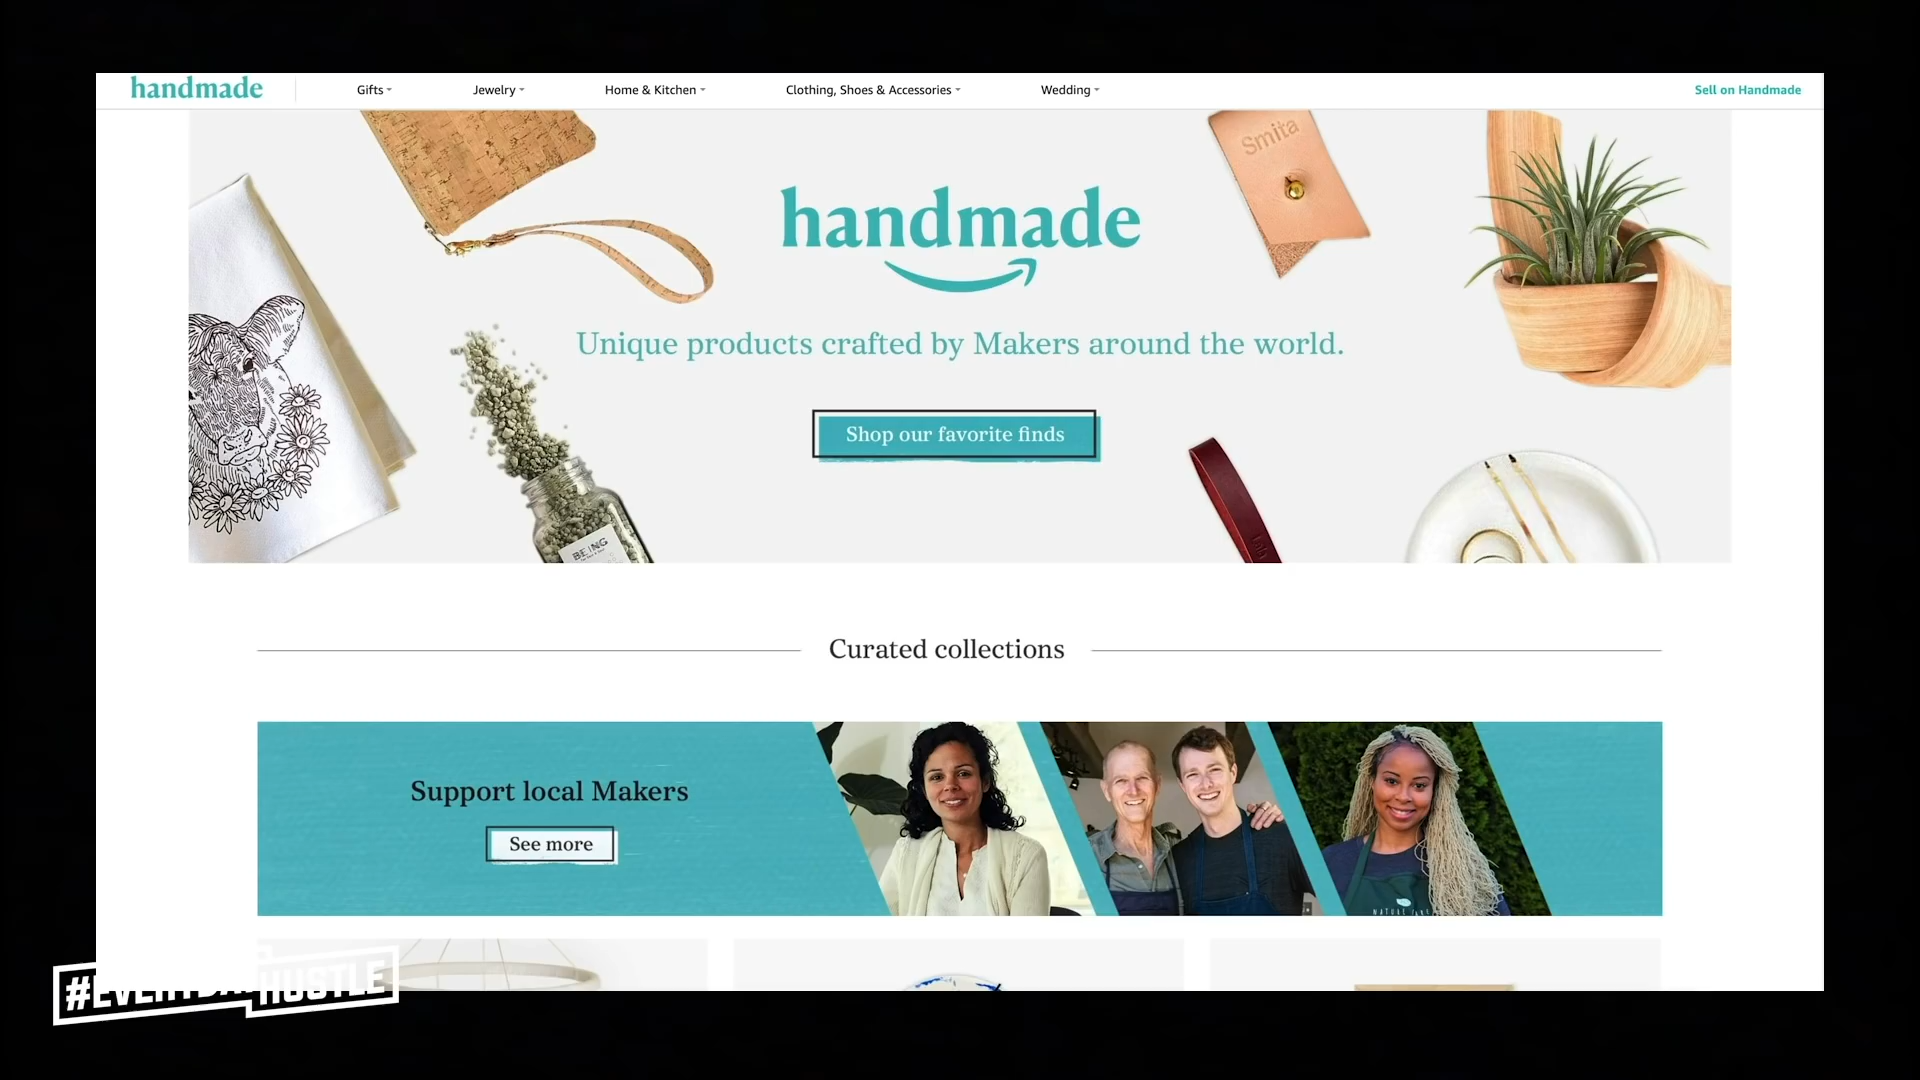 handmade
Gifts
Jewelry
Home & Kitchen
Clothing, Shoes & Accessories
Wedding
Sell on Handmade
Smita
handmade
Unique products crafted by Makers around the world.
Shop our favorite finds
BEING
Curated collections
Support local Makers
See more
#EVERYDAYHUSTLE